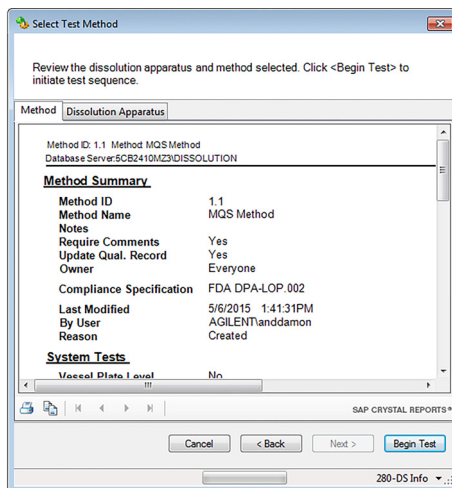 Select Test Method
Review the dissolution apparatus and method selected. Click <Begin Test> to
initiate test sequence.
Method Dissolution Apparatus
Method ID: 1.1 Method: MQS Method
Database Server:5CB2410MZ3\DISSOLUTION
Method Summary
Method ID 1.1
Method Name MQS Method
Notes
Require Comments Yes
Update Qual. Record Yes
Owner Everyone
Compliance Specification FDA DPA-LOP.002
Last Modified 5/6/2015 1:41:31PM
By User AGILENT\anddamon
Reason Created
System Tests
Vessel Plate Level No
SAP CRYSTAL REPORTS®
Cancel < Back Next > Begin Test
280-DS Info